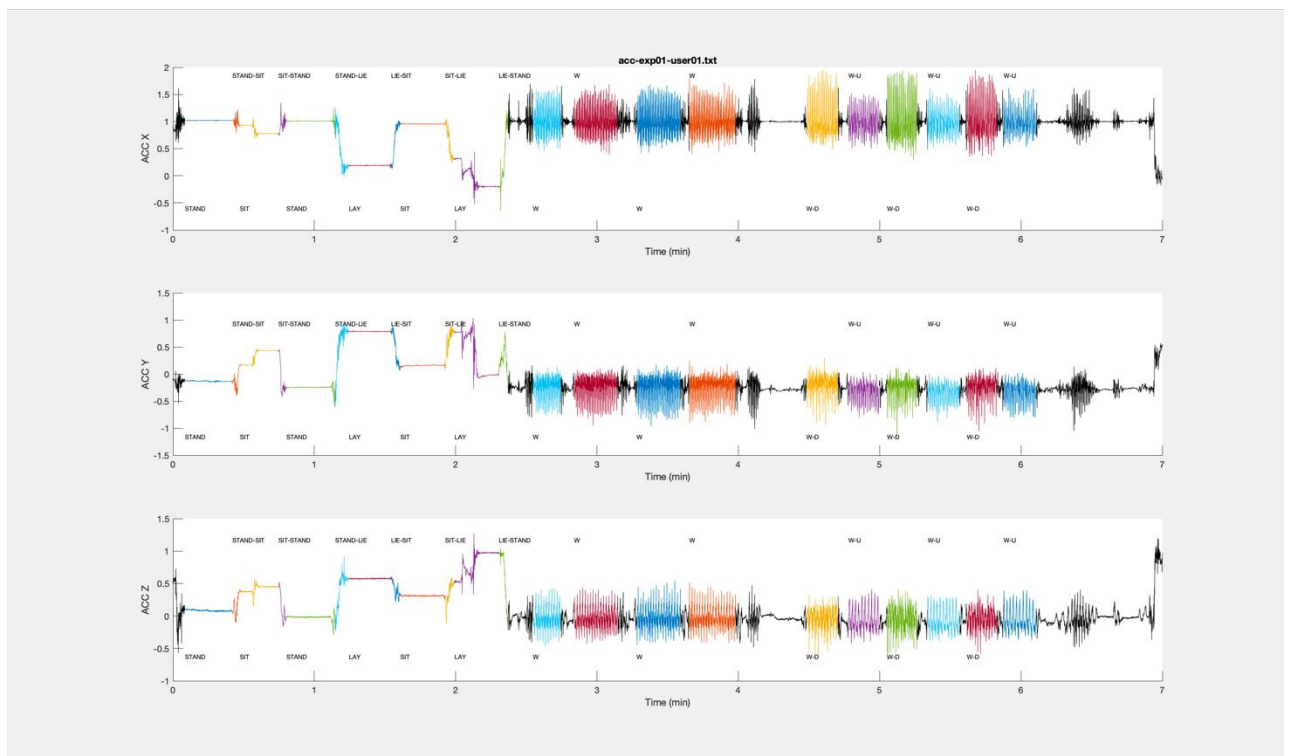 acc-exp01-user01.txt
2
1.5
1
0.5
0
-0.5
-1
ACC X
STAND-SIT SIT-STAND STAND-LIE LIE-SIT SIT-LIE LIE-STAND W W W-U W-U W-U
STAND SIT STAND LAY SIT LAY W W W-D W-D W-D
0 1 2 3 4 5 6 7
Time (min)
1.5
1
0.5
0
-0.5
-1
-1.5
ACC Y
STAND-SIT SIT-STAND STAND-LIE LIE-SIT SIT-LIE LIE-STAND W W W-U W-U W-U
STAND SIT STAND LAY SIT LAY W W W-D W-D W-D
0 1 2 3 4 5 6 7
Time (min)
1.5
1
0.5
0
-0.5
-1
ACC Z
STAND-SIT SIT-STAND STAND-LIE LIE-SIT SIT-LIE LIE-STAND W W W-U W-U W-U
STAND SIT STAND LAY SIT LAY W W W-D W-D W-D
0 1 2 3 4 5 6 7
Time (min)